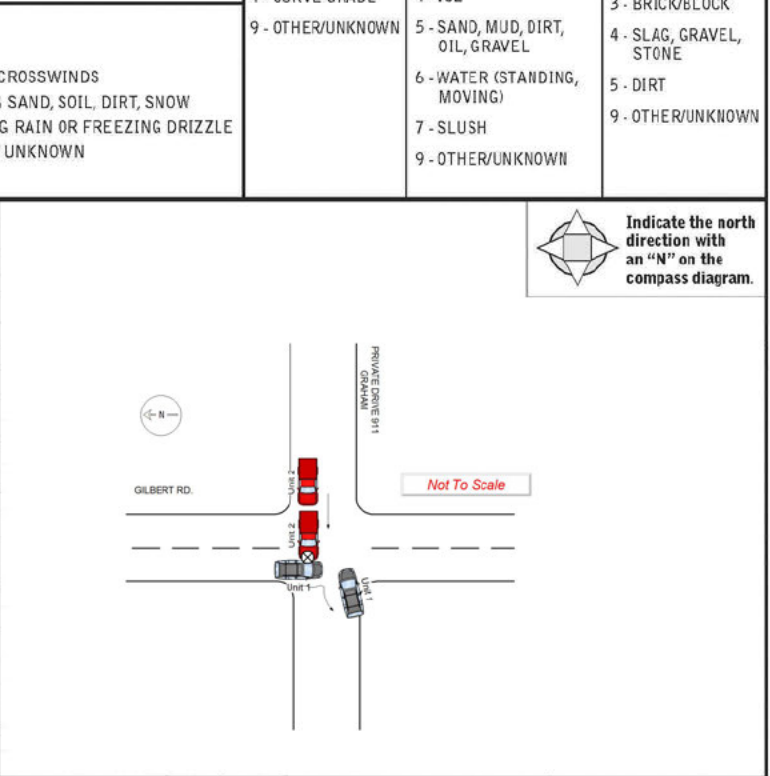 9 - OTHER/UNKNOWN
5 - SAND, MUD, DIRT,
OIL, GRAVEL
6 - WATER (STANDING,
MOVING)
7 - SLUSH
9 - OTHER/UNKNOWN
3 - BRICK/BLOCK
4 - SLAG, GRAVEL,
STONE
5 - DIRT
9 - OTHER/UNKNOWN
CROSSWINDS
SAND, SOIL, DIRT, SNOW
G RAIN OR FREEZING DRIZZLE
UNKNOWN
Indicate the north
direction with
an “N” on the
compass diagram.
PRIVATE DRIVE 911
GRAHAM
N
GILBERT RD.
Not To Scale
Unit 2
Unit 2
Unit 1
Unit 1